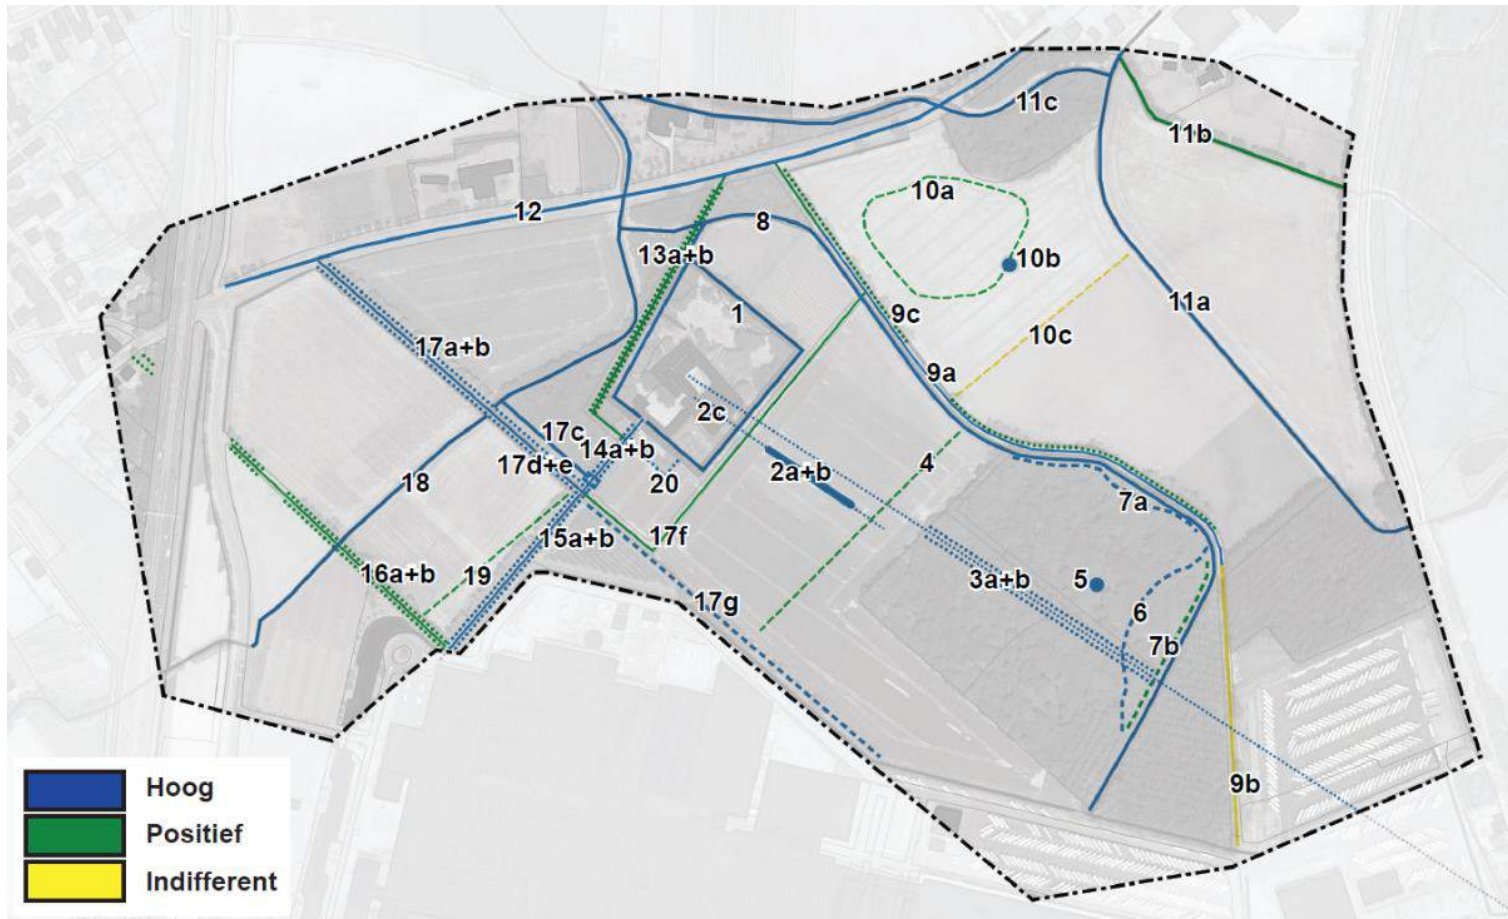 11c
11b
10a
12
8
13a+b
10b
11a
1
9c
10c
17a+b
9a
2c
17c
14a+b
17d+e
20
2a+b
4
18
7a
17f
15a+b
16a+b
19
3a+b
5
17g
6
7b
9b
Hoog
Positief
Indifferent